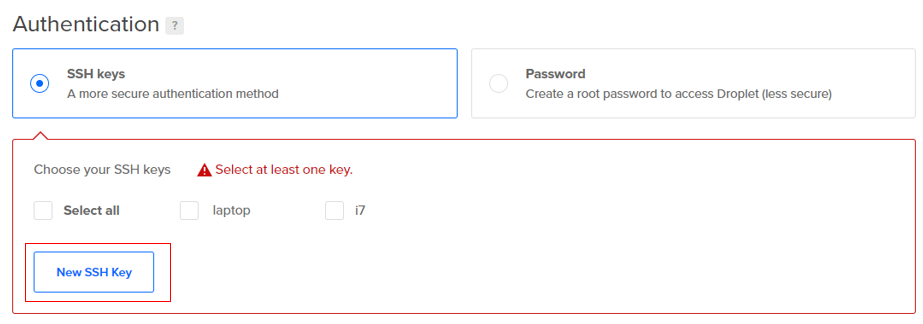 Authentication ?
SSH keys
A more secure authentication method
Password
Create a root password to access Droplet (less secure)
Choose your SSH keys
Select at least one key.
Select all
laptop
i7
New SSH Key